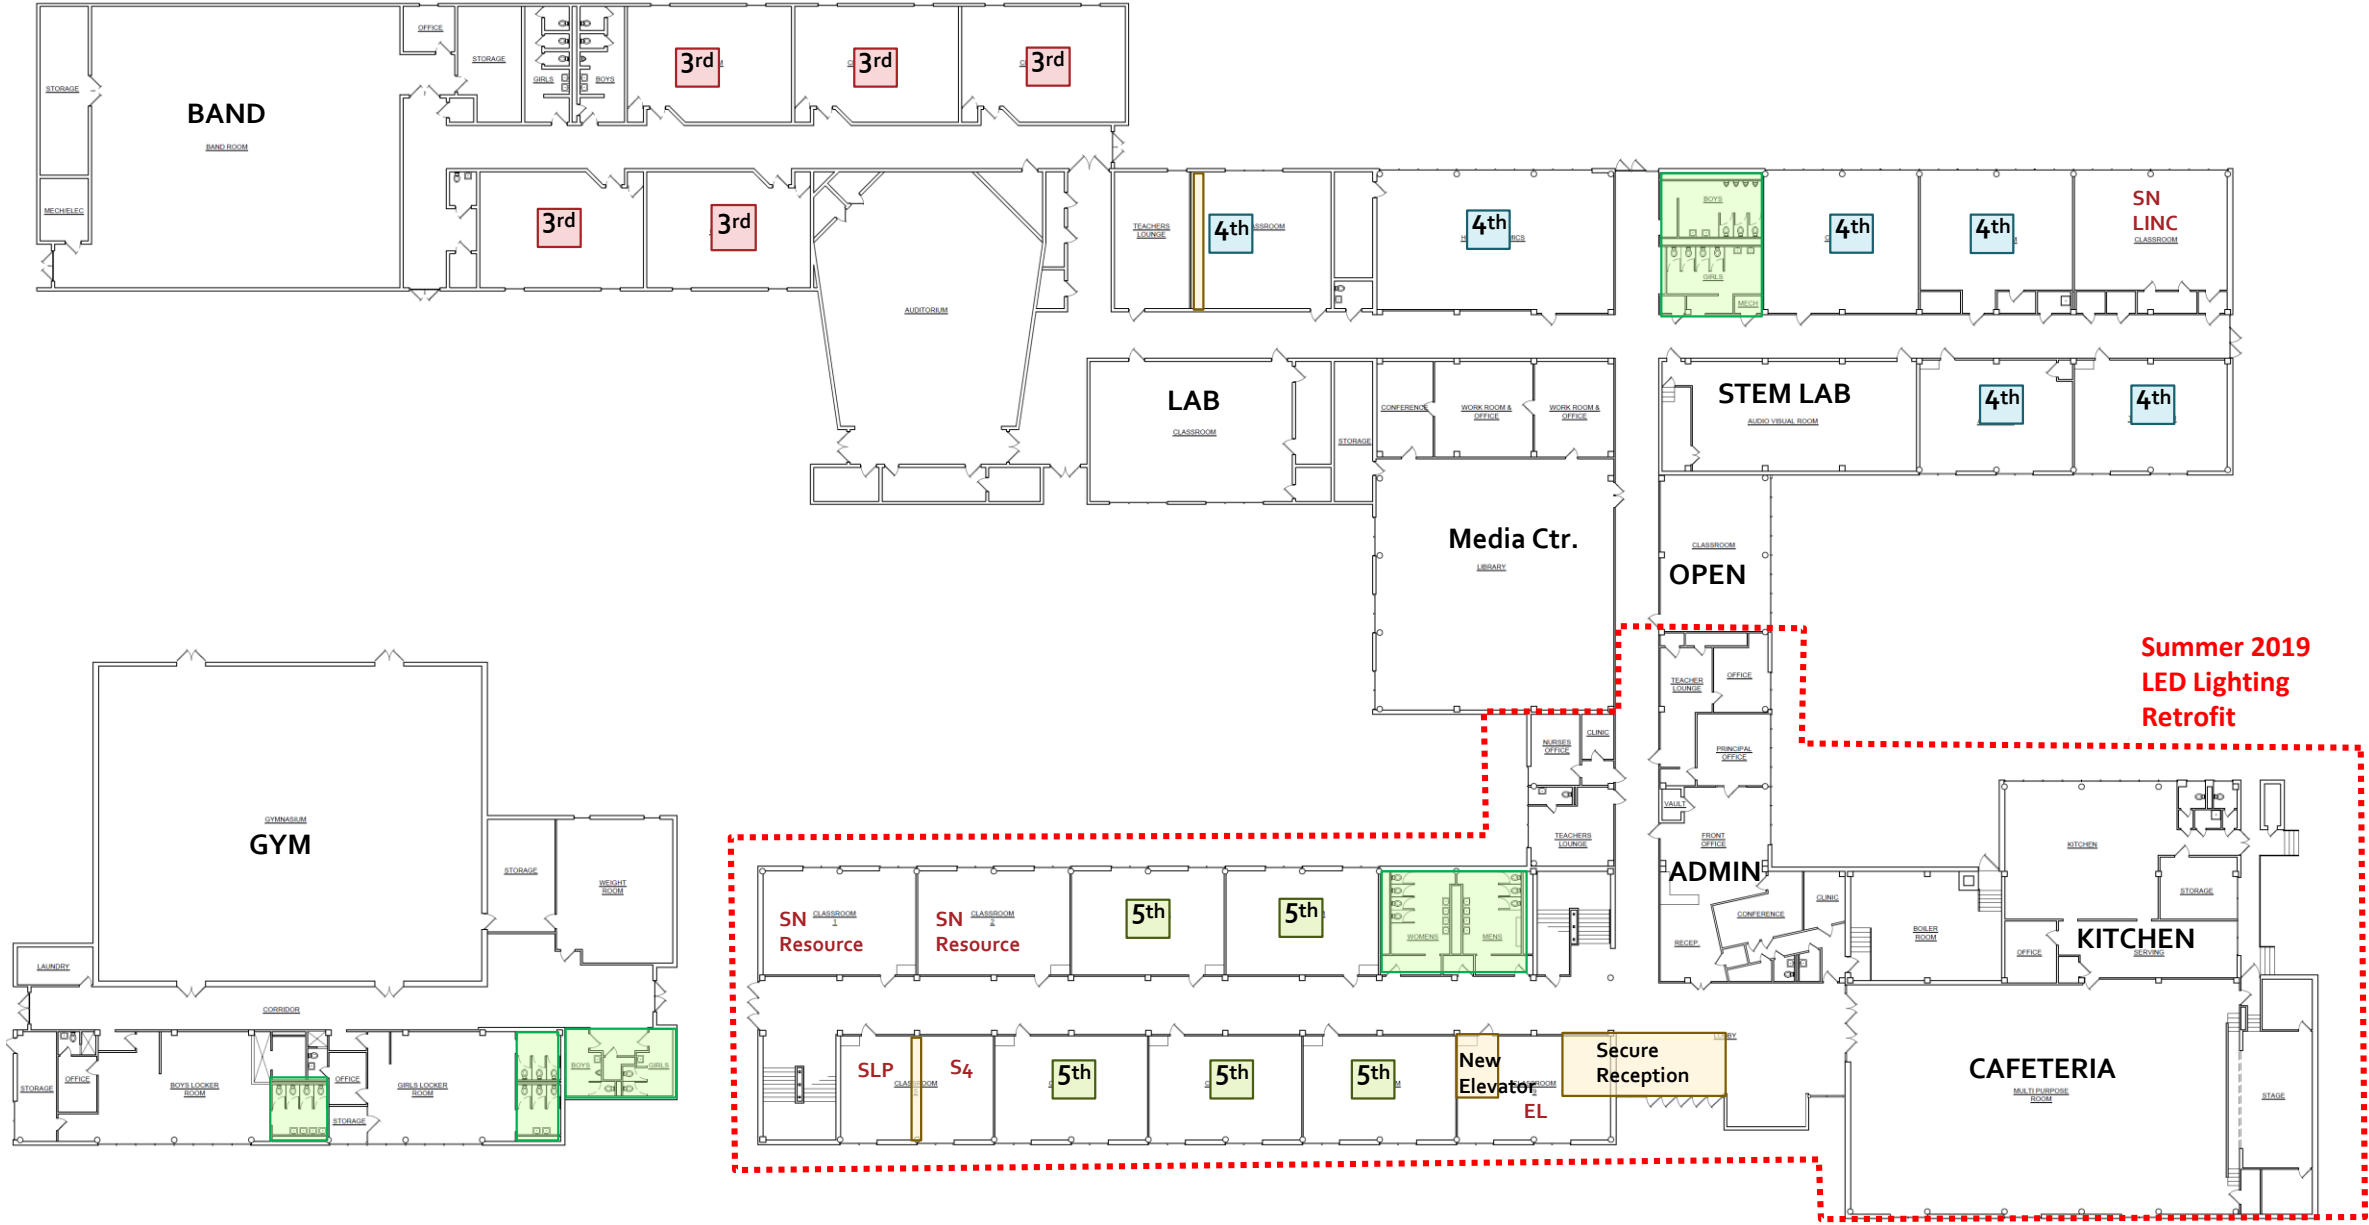 OFFICE
STORAGE
GIRLS
BOYS
3rd
3rd
3rd
STORAGE
BAND
BAND ROOM
MECH/ELEC
3rd
3rd
AUDITORIUM
TEACHERS
LOUNGE
4th
4th
BOYS
GIRLS
MECH
4th
4th
SN
LINC
CLASSROOM
LAB
CLASSROOM
STORAGE
CONFERENCE
WORK ROOM &
OFFICE
WORK ROOM &
OFFICE
STEM LAB
AUDIO VISUAL ROOM
4th
4th
Media Ctr.
LIBRARY
CLASSROOM
OPEN
Summer 2019
LED Lighting
Retrofit
TEACHER
LOUNGE
OFFICE
PRINCIPAL
OFFICE
NURSES
OFFICE
CLINIC
VAULT
TEACHERS
LOUNGE
FRONT
OFFICE
ADMIN
RECEP.
CONFERENCE
CLINIC
BOILER
ROOM
KITCHEN
STORAGE
OFFICE
KITCHEN
SERVING
GYMNASIUM
GYM
STORAGE
WEIGHT
ROOM
LAUNDRY
CORRIDOR
STORAGE
OFFICE
BOYS LOCKER
ROOM
OFFICE
STORAGE
GIRLS LOCKER
ROOM
BOYS
GIRLS
SN
Resource
CLASSROOM
1
SN
Resource
CLASSROOM
2
5th
5th
WOMENS
MENS
SLP
S4
5th
5th
5th
New
Elevator
EL
Secure
Reception
CAFETERIA
MULTI PURPOSE
ROOM
STAGE